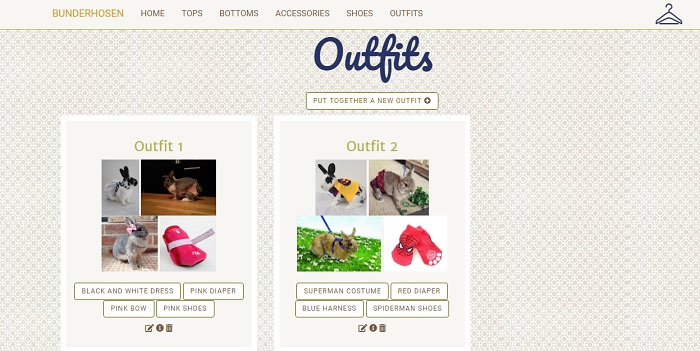 BUNDERHOSEN HOME TOPS BOTTOMS ACCESSORIES SHOES OUTFITS
Outfits
PUT TOGETHER A NEW OUTFIT
Outfit 1
BLACK AND WHITE DRESS PINK DIAPER
PINK BOW PINK SHOES
Outfit 2
SUPERMAN COSTUME RED DIAPER
BLUE HARNESS SPIDERMAN SHOES